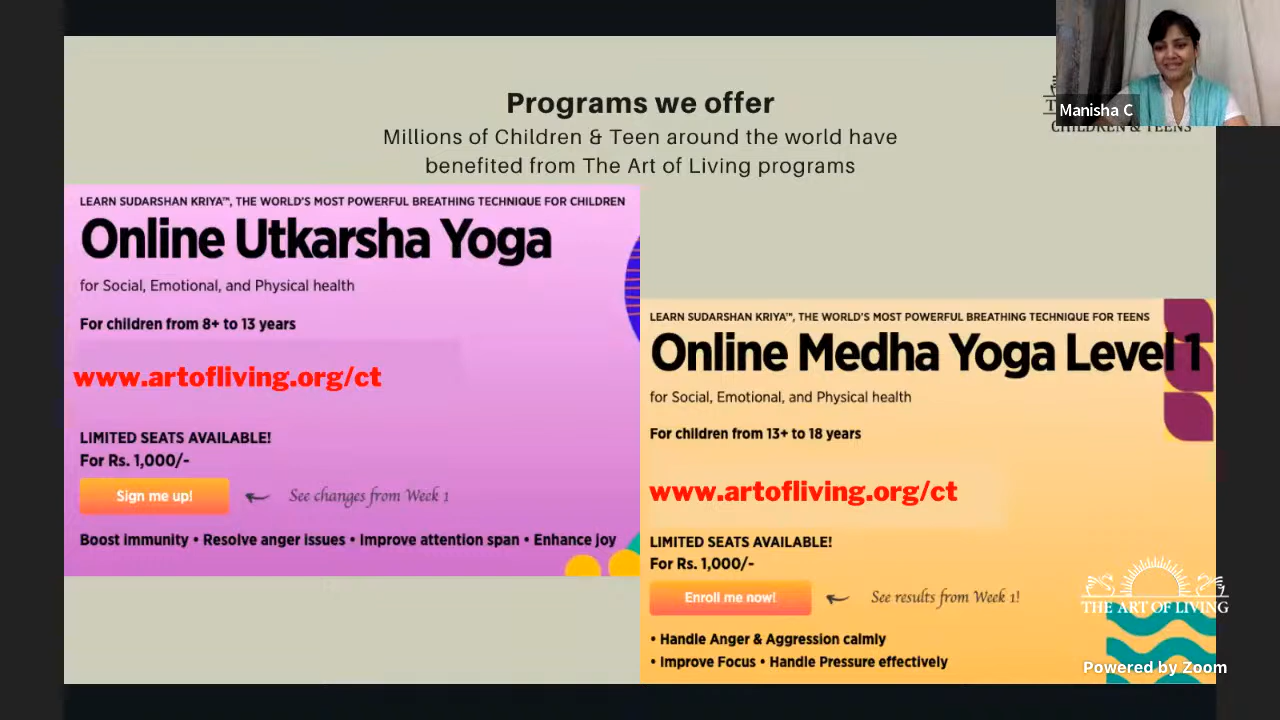 Programs we offer
Millions of Children & Teen around the world have
benefited from The Art of Living programs
Manisha C
CHILDREN & TEENS
LEARN SUDARSHAN KRIYA™, THE WORLD'S MOST POWERFUL BREATHING TECHNIQUE FOR CHILDREN
Online Utkarsha Yoga
for Social, Emotional, and Physical health
For children from 8+ to 13 years
www.artofliving.org/ct
LIMITED SEATS AVAILABLE!
For Rs. 1,000/-
Sign me up!
See changes from Week 1
Boost immunity • Resolve anger issues • Improve attention span • Enhance joy
LEARN SUDARSHAN KRIYA™, THE WORLD'S MOST POWERFUL BREATHING TECHNIQUE FOR TEENS
Online Medha Yoga Level 1
for Social, Emotional, and Physical health
For children from 13+ to 18 years
www.artofliving.org/ct
LIMITED SEATS AVAILABLE!
For Rs. 1,000/-
Enroll me now!
See results from Week 1!
• Handle Anger & Aggression calmly
• Improve Focus • Handle Pressure effectively
THE ART OF LIVING
Powered by Zoom